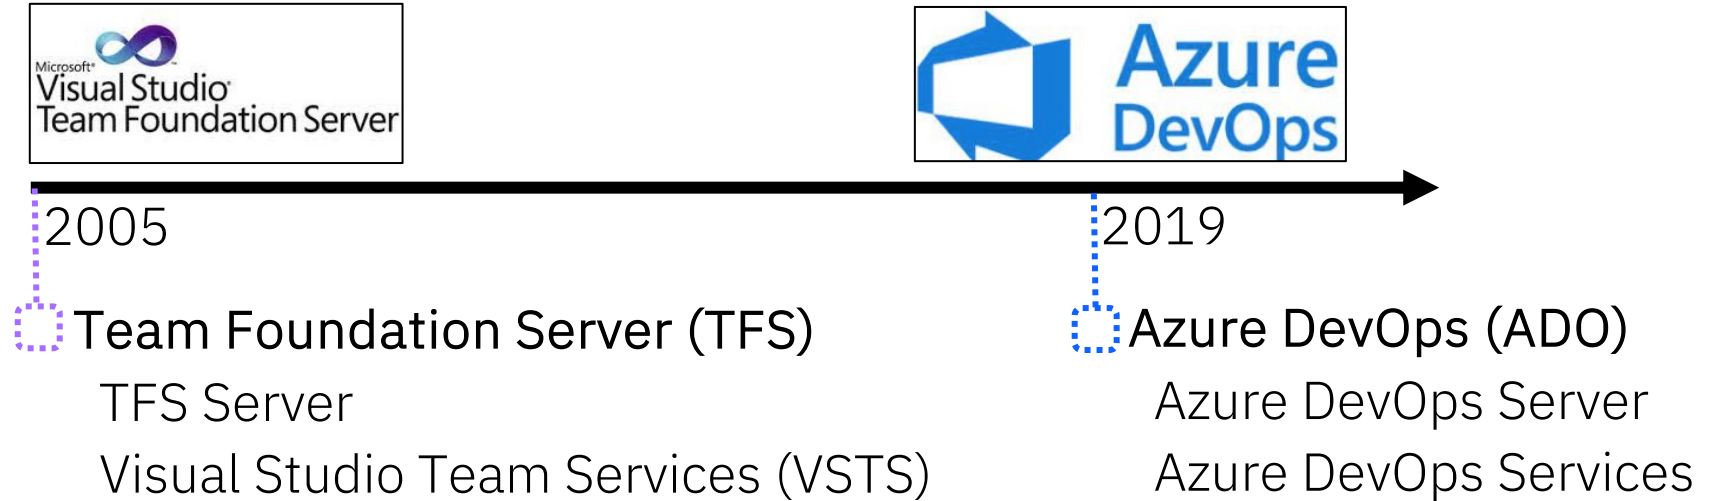 Microsoft®
Visual Studio®
Team Foundation Server
Azure
DevOps
2005
2019
Team Foundation Server (TFS)
TFS Server
Visual Studio Team Services (VSTS)
Azure DevOps (ADO)
Azure DevOps Server
Azure DevOps Services